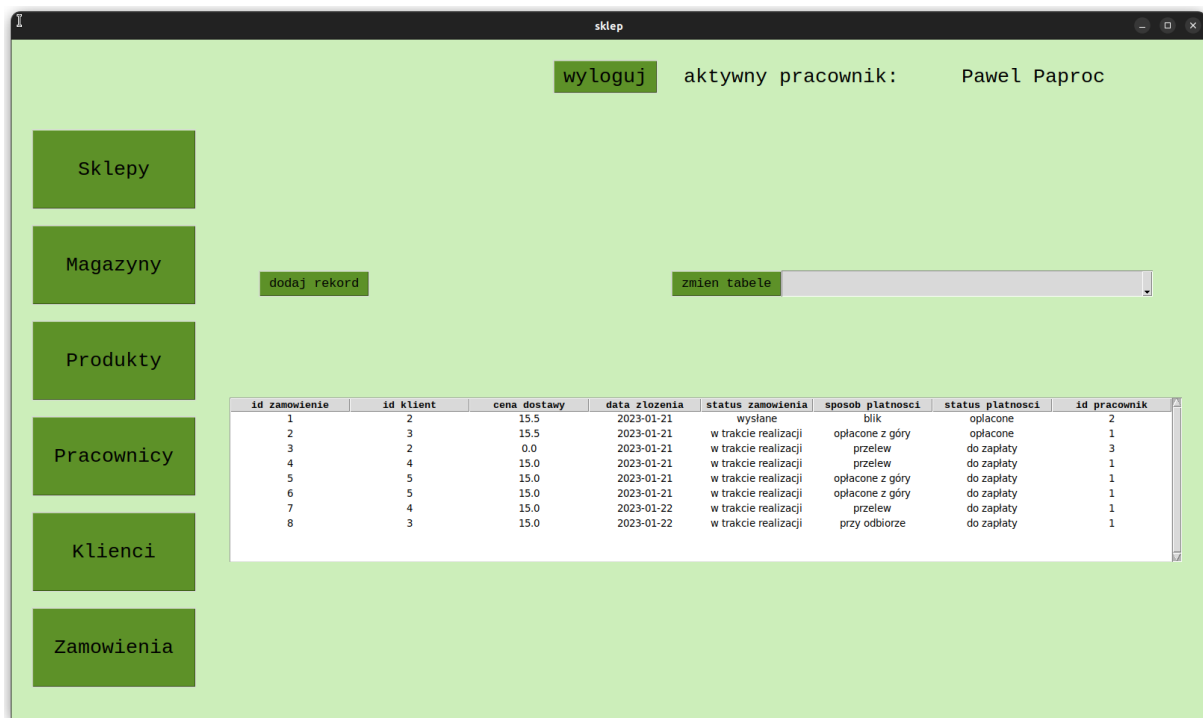 sklep
wyloguj aktywny pracownik: Pawel Paproc
Sklepy
Magazyny
Produkty
Pracownicy
Klienci
Zamowienia
dodaj rekord zmien tabele
id zamowienie id klient cena dostawy data zlozenia status zamowienia sposob platnosci status platnosci id pracownik
1 2 15.5 2023-01-21 wysłane blik oplacone 2
2 3 15.5 2023-01-21 w trakcie realizacji opłacone z góry opłacone 1
3 2 0.0 2023-01-21 w trakcie realizacji przelew do zapłaty 3
4 4 15.0 2023-01-21 w trakcie realizacji przelew do zapłaty 1
5 5 15.0 2023-01-21 w trakcie realizacji opłacone z góry do zapłaty 1
6 5 15.0 2023-01-21 w trakcie realizacji opłacone z góry do zapłaty 1
7 4 15.0 2023-01-22 w trakcie realizacji przelew do zapłaty 1
8 3 15.0 2023-01-22 w trakcie realizacji przy odbiorze do zapłaty 1